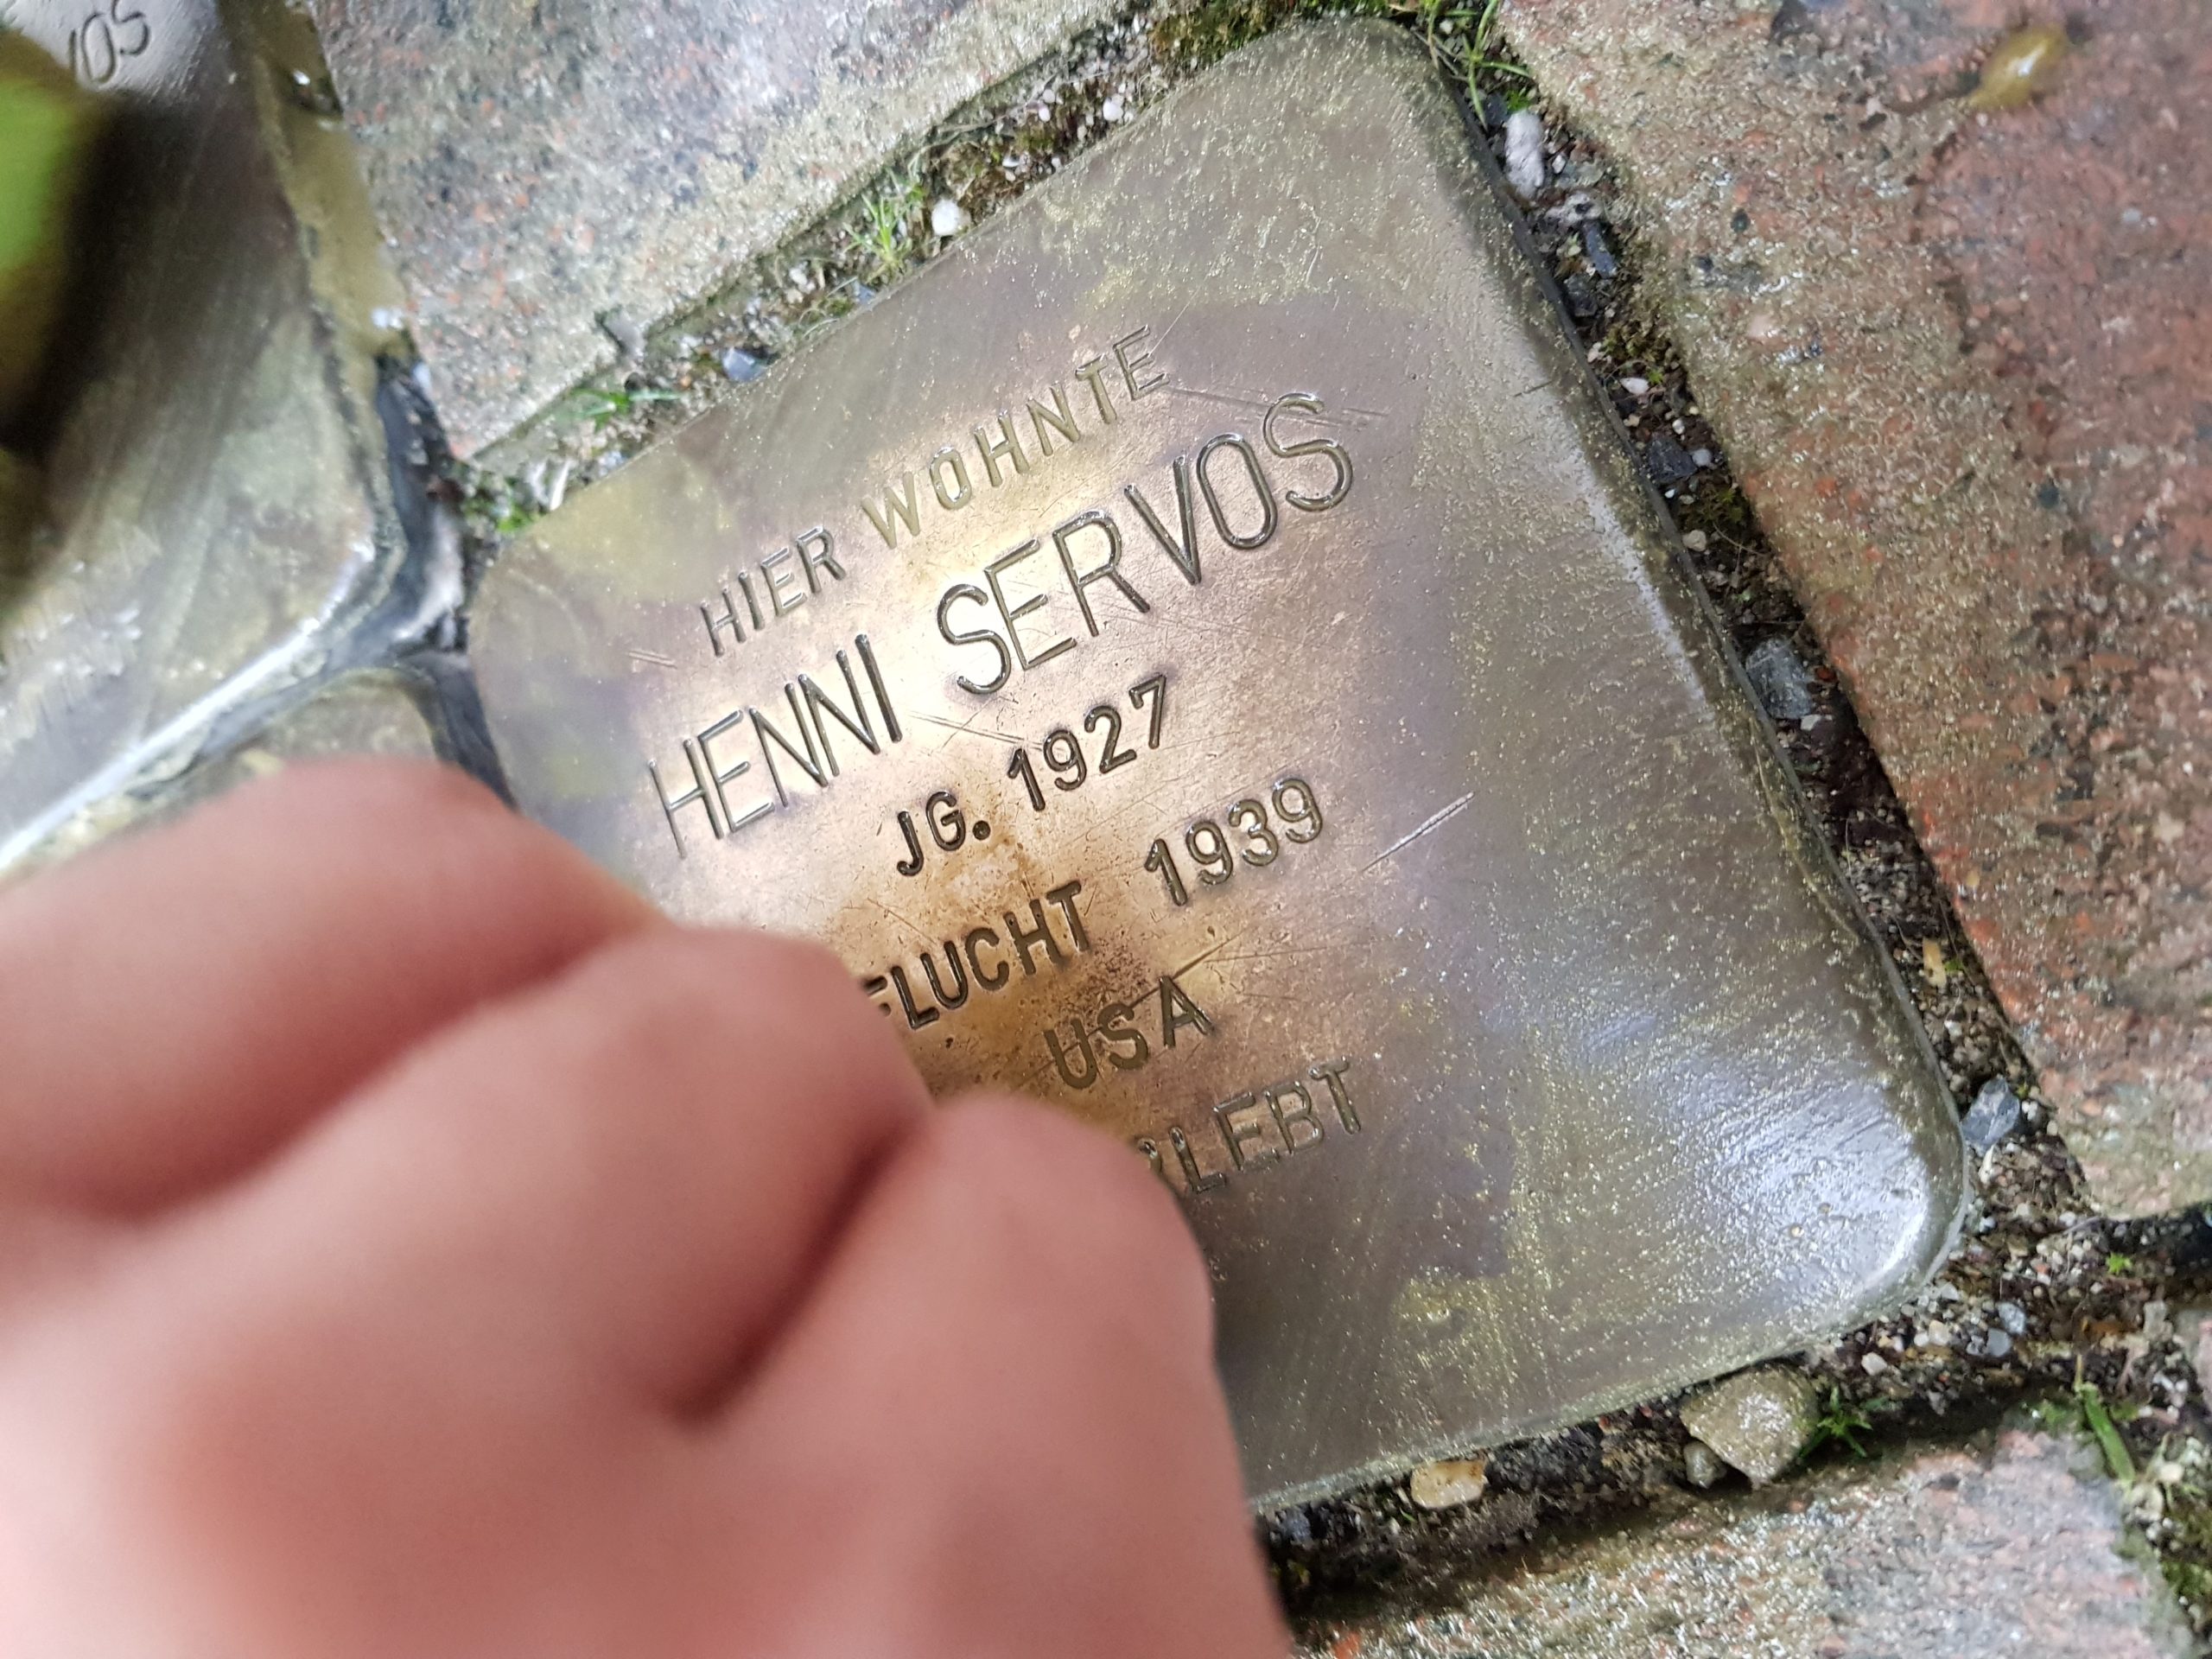 HIER WOHNTE
HENNI SERVOS
JG. 1927
FLUCHT 1939
USA